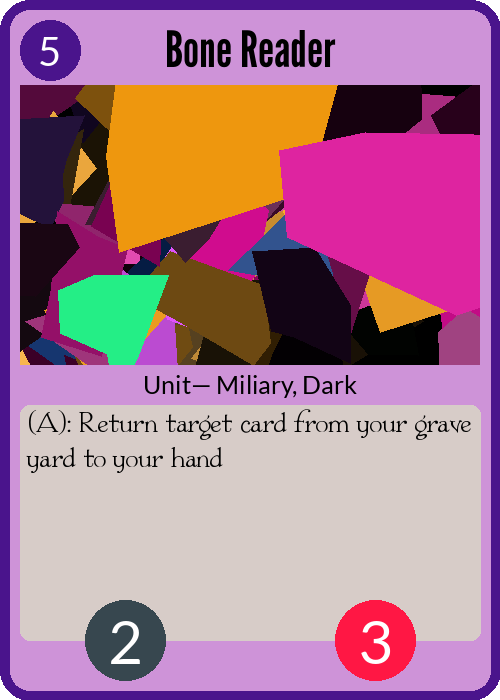 5
Bone Reader
Unit— Miliary, Dark
(A): Return target card from your grave
yard to your hand
2
3